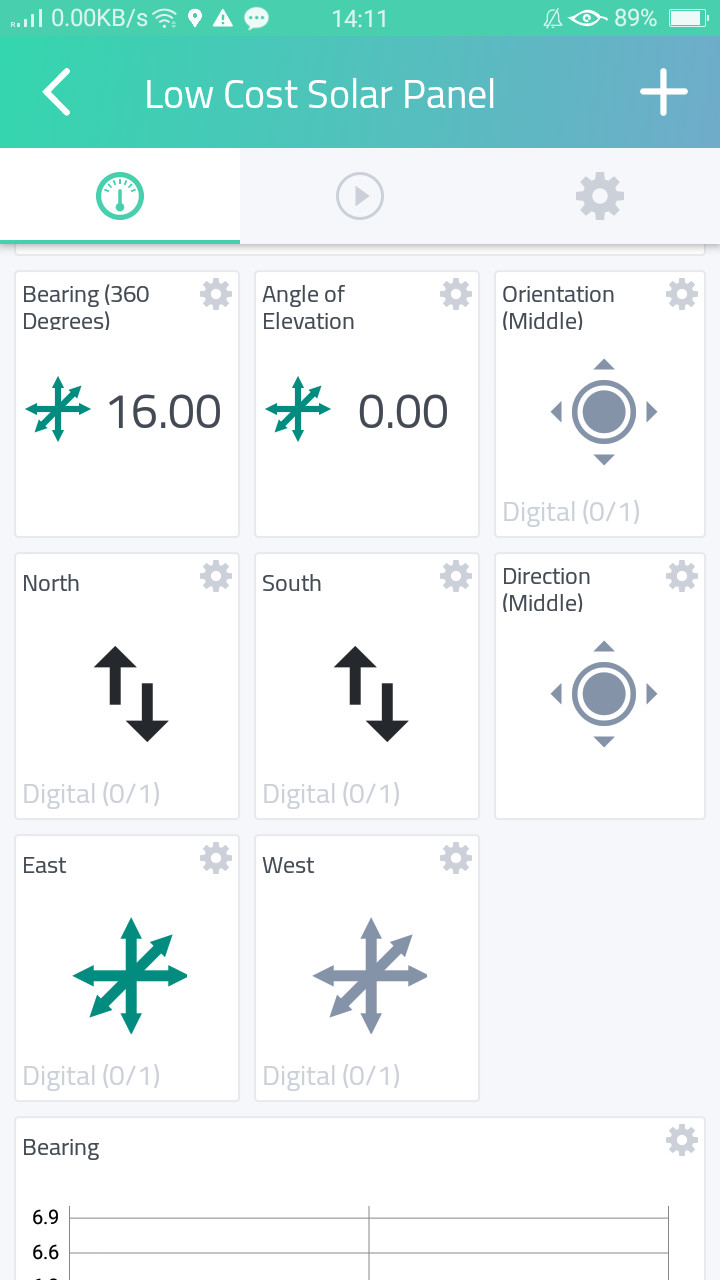 0.00KB/s 14:11 89%
Low Cost Solar Panel
Bearing (360
Degrees)
16.00
Angle of
Elevation
0.00
Orientation
(Middle)
Digital (0/1)
North
Digital (0/1)
South
Digital (0/1)
Direction
(Middle)
East
Digital (0/1)
West
Digital (0/1)
Bearing
6.9
6.6